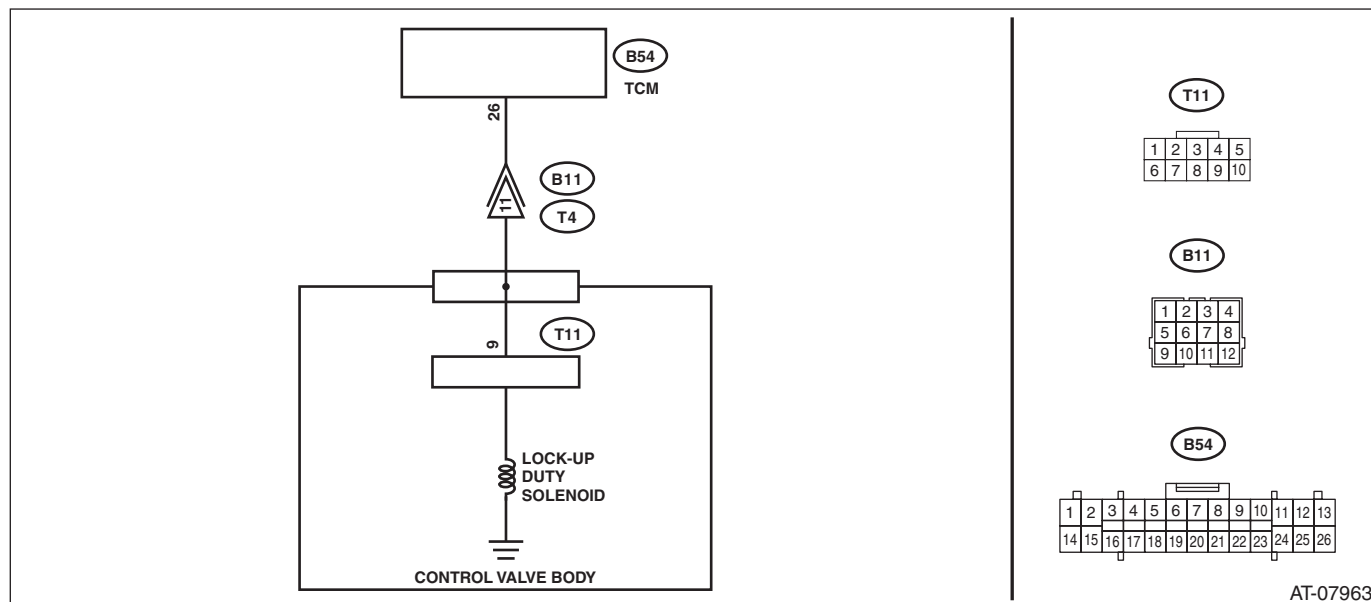 B54
TCM
26
11
B11
T4
9
T11
LOCK-UP
DUTY
SOLENOID
CONTROL VALVE BODY
T11
1 2 3 4 5
6 7 8 9 10
B11
1 2 3 4
5 6 7 8
9 10 11 12
B54
1 2 3 4 5 6 7 8 9 10 11 12 13
14 15 16 17 18 19 20 21 22 23 24 25 26
AT-07963